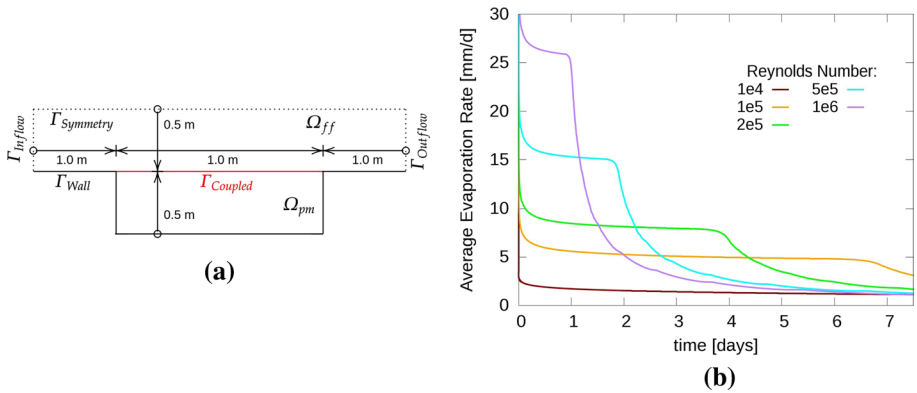 Γ_Symmetry
0.5 m
Ω_ff
Γ_Inflow
Γ_Outflow
1.0 m
1.0 m
1.0 m
Γ_Wall
Γ_Coupled
0.5 m
Ω_pm
(a)
Average Evaporation Rate [mm/d]
30
25
20
15
10
5
0
Reynolds Number:
1e4
5e5
1e5
1e6
2e5
0 1 2 3 4 5 6 7
time [days]
(b)